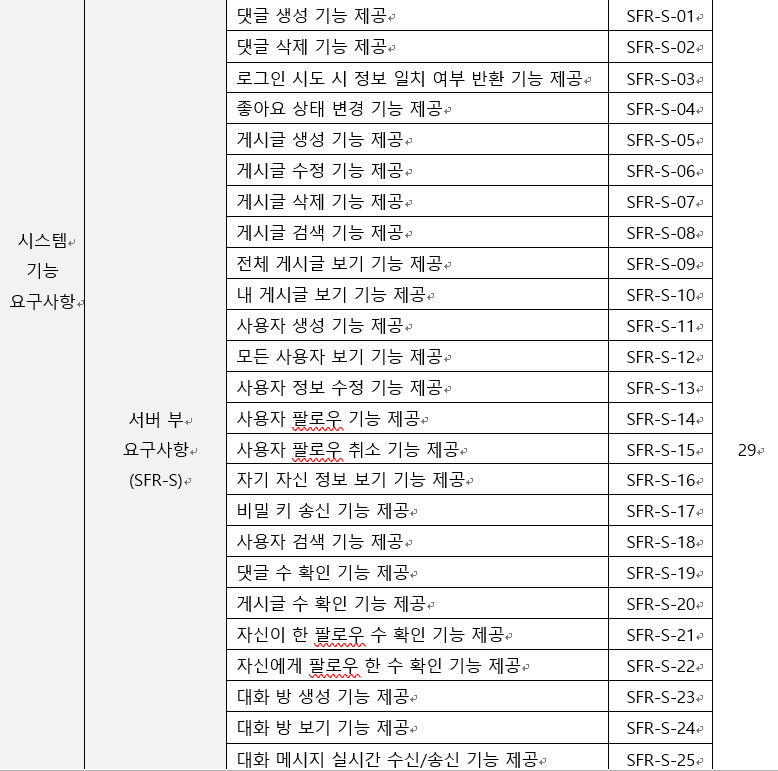 시스템
기능
요구사항
서버 부
요구사항
(SFR-S)
댓글 생성 기능 제공 SFR-S-01
댓글 삭제 기능 제공 SFR-S-02
로그인 시도 시 정보 일치 여부 반환 기능 제공 SFR-S-03
좋아요 상태 변경 기능 제공 SFR-S-04
게시글 생성 기능 제공 SFR-S-05
게시글 수정 기능 제공 SFR-S-06
게시글 삭제 기능 제공 SFR-S-07
게시글 검색 기능 제공 SFR-S-08
전체 게시글 보기 기능 제공 SFR-S-09
내 게시글 보기 기능 제공 SFR-S-10
사용자 생성 기능 제공 SFR-S-11
모든 사용자 보기 기능 제공 SFR-S-12
사용자 정보 수정 기능 제공 SFR-S-13
사용자 팔로우 기능 제공 SFR-S-14
사용자 팔로우 취소 기능 제공 SFR-S-15
자기 자신 정보 보기 기능 제공 SFR-S-16
비밀 키 송신 기능 제공 SFR-S-17
사용자 검색 기능 제공 SFR-S-18
댓글 수 확인 기능 제공 SFR-S-19
게시글 수 확인 기능 제공 SFR-S-20
자신이 한 팔로우 수 확인 기능 제공 SFR-S-21
자신에게 팔로우 한 수 확인 기능 제공 SFR-S-22
대화 방 생성 기능 제공 SFR-S-23
대화 방 보기 기능 제공 SFR-S-24
대화 메시지 실시간 수신/송신 기능 제공 SFR-S-25
29